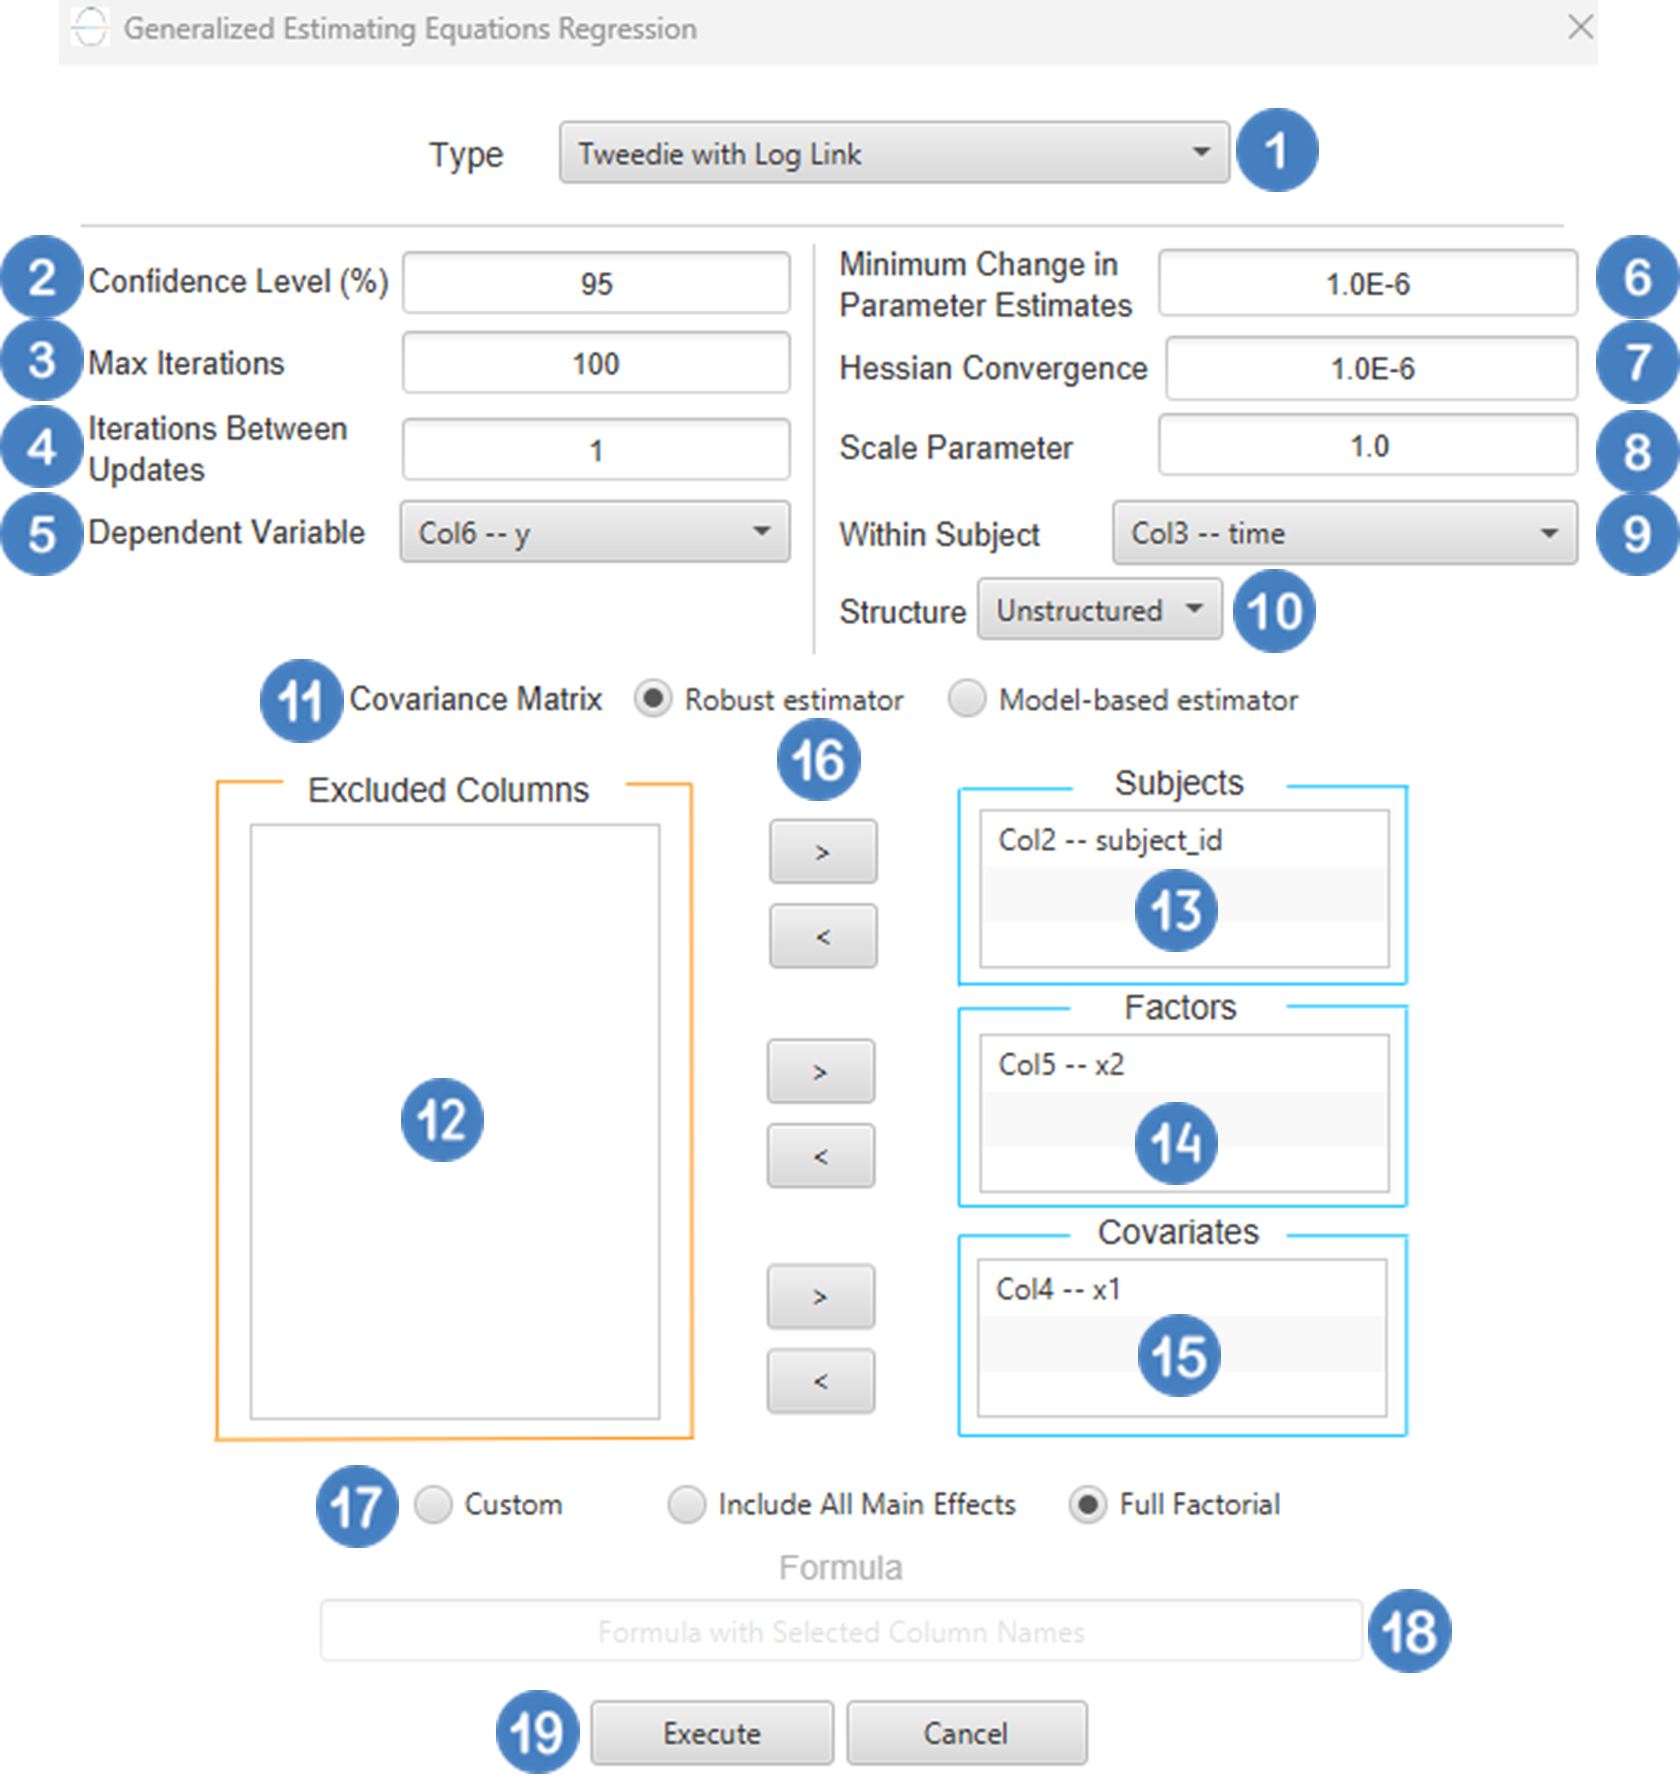 Generalized Estimating Equations Regression
Type
Tweedie with Log Link
1
2
Confidence Level (%)
95
3
Max Iterations
100
4
Iterations Between
Updates
1
5
Dependent Variable
Col6 -- y
Minimum Change in
Parameter Estimates
1.0E-6
6
Hessian Convergence
1.0E-6
7
Scale Parameter
1.0
8
Within Subject
Col3 -- time
9
Structure
Unstructured
10
11
Covariance Matrix
Robust estimator
Model-based estimator
16
Excluded Columns
12
>
<
>
<
>
<
Subjects
Col2 -- subject_id
13
Factors
Col5 -- x2
14
Covariates
Col4 -- x1
15
17
Custom
Include All Main Effects
Full Factorial
Formula
Formula with Selected Column Names
18
19
Execute
Cancel